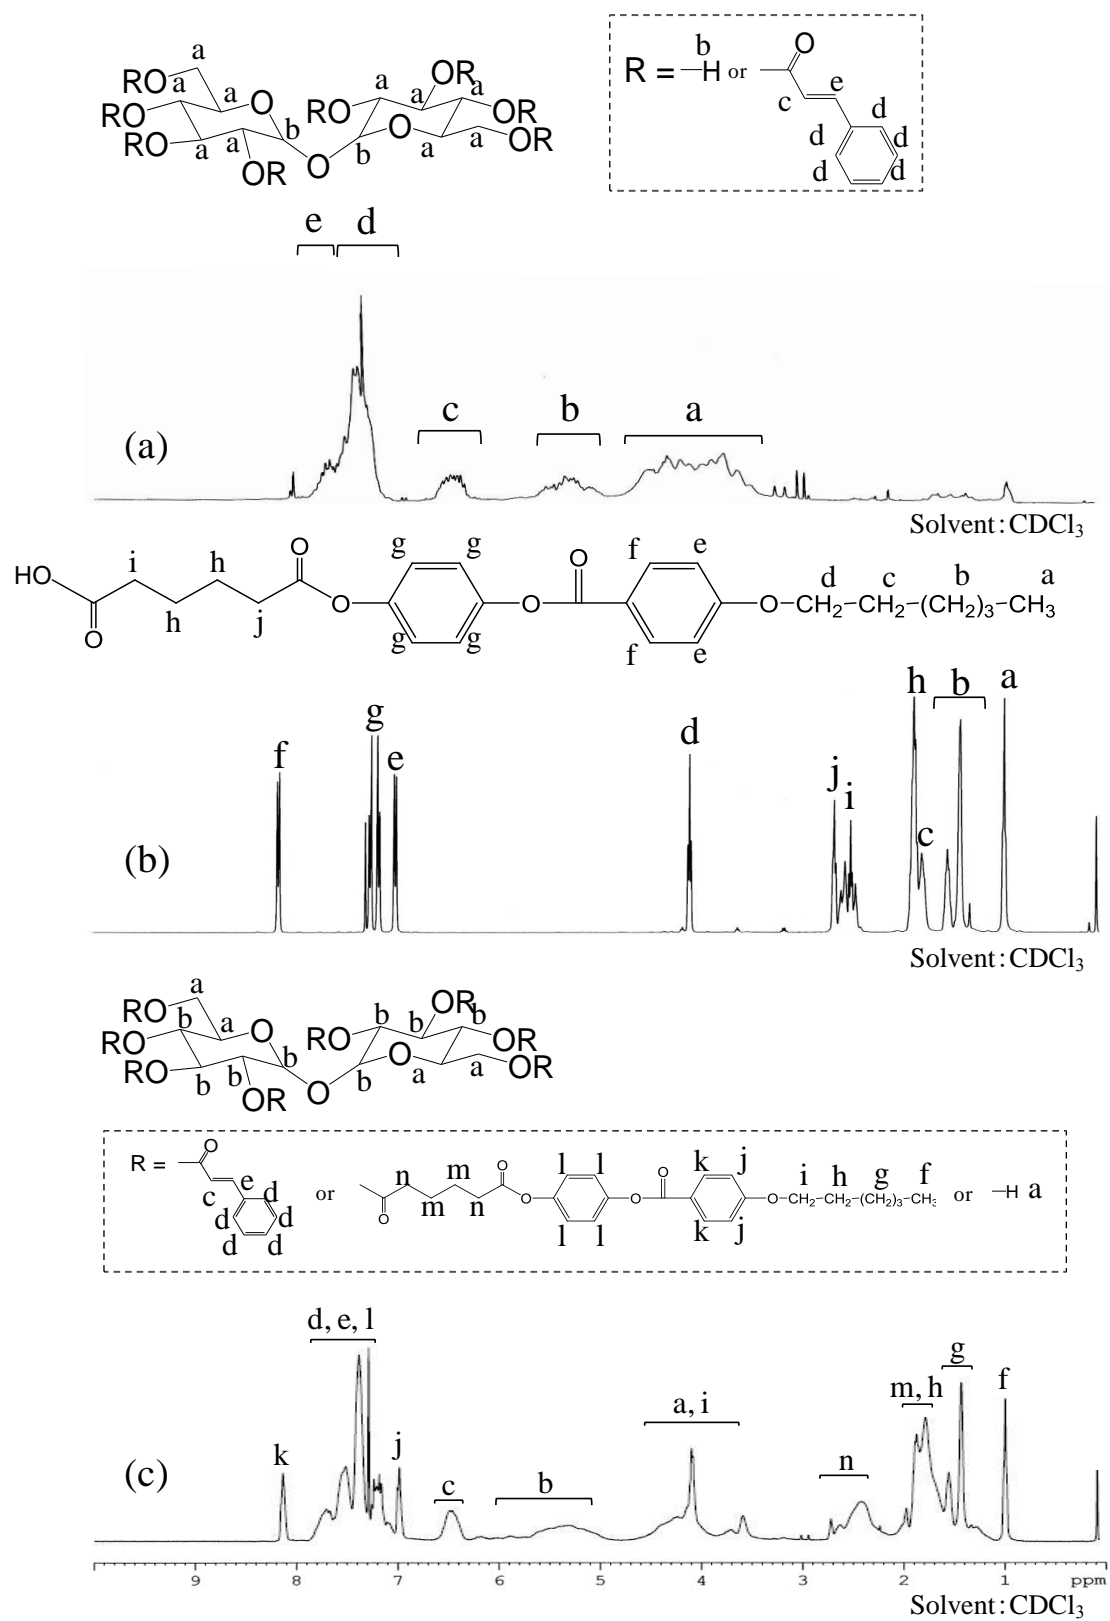 a
RO
a
RO
a
O
RO
a
a
OR
b
O
b
a
RO
OR
a
a
OR
O
a
a
OR
R = —H b or
O
c
e
d
d
d
d
d
e
d
c
b
a
(a)
Solvent:CDCl3
HO
O
i
h
h
j
O
O
g
g
g
g
O
O
f
f
e
e
O—CH2—CH2—(CH2)3—CH3
d
c
b
a
f
g
e
d
j
i
h
c
b
a
(b)
Solvent:CDCl3
a
RO
b
RO
a
O
RO
b
b
OR
b
O
b
b
RO
OR
b
b
OR
O
a
a
OR
R =
O
c
e
d
d
d
d
d
or
O
n
m
m
n
O
O
l
l
l
l
O
O
k
k
j
j
O—CH2—CH2—(CH2)3—CH3
i
h
g
f
or —H a
d, e, l
k
j
c
b
a, i
n
m, h
g
f
(c)
9 8 7 6 5 4 3 2 1 ppm
Solvent:CDCl3